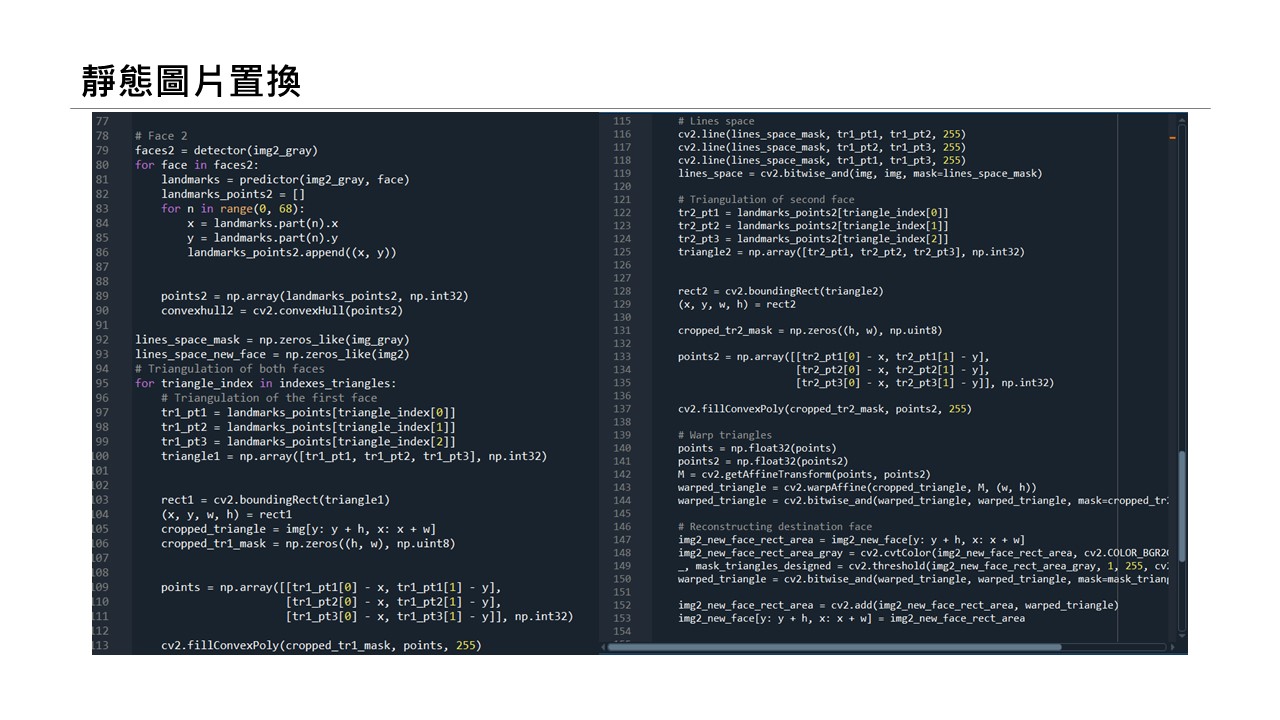 靜態圖片置換
77
78 # Face 2
79 faces2 = detector(img2_gray)
80 for face in faces2:
81 landmarks = predictor(img2_gray, face)
82 landmarks_points2 = []
83 for n in range(0, 68):
84 x = landmarks.part(n).x
85 y = landmarks.part(n).y
86 landmarks_points2.append((x, y))
87
88
89 points2 = np.array(landmarks_points2, np.int32)
90 convexhull2 = cv2.convexHull(points2)
91
92 lines_space_mask = np.zeros_like(img_gray)
93 lines_space_new_face = np.zeros_like(img2)
94 # Triangulation of both faces
95 for triangle_index in indexes_triangles:
96 # Triangulation of the first face
97 tr1_pt1 = landmarks_points[triangle_index[0]]
98 tr1_pt2 = landmarks_points[triangle_index[1]]
99 tr1_pt3 = landmarks_points[triangle_index[2]]
100 triangle1 = np.array([tr1_pt1, tr1_pt2, tr1_pt3], np.int32)
101
102
103 rect1 = cv2.boundingRect(triangle1)
104 (x, y, w, h) = rect1
105 cropped_triangle = img[y: y + h, x: x + w]
106 cropped_tr1_mask = np.zeros((h, w), np.uint8)
107
108
109 points = np.array([[tr1_pt1[0] - x, tr1_pt1[1] - y],
110 [tr1_pt2[0] - x, tr1_pt2[1] - y],
111 [tr1_pt3[0] - x, tr1_pt3[1] - y]], np.int32)
112
113 cv2.fillConvexPoly(cropped_tr1_mask, points, 255)
115 # Lines space
116 cv2.line(lines_space_mask, tr1_pt1, tr1_pt2, 255)
117 cv2.line(lines_space_mask, tr1_pt2, tr1_pt3, 255)
118 cv2.line(lines_space_mask, tr1_pt1, tr1_pt3, 255)
119 lines_space = cv2.bitwise_and(img, img, mask=lines_space_mask)
120
121 # Triangulation of second face
122 tr2_pt1 = landmarks_points2[triangle_index[0]]
123 tr2_pt2 = landmarks_points2[triangle_index[1]]
124 tr2_pt3 = landmarks_points2[triangle_index[2]]
125 triangle2 = np.array([tr2_pt1, tr2_pt2, tr2_pt3], np.int32)
126
127
128 rect2 = cv2.boundingRect(triangle2)
129 (x, y, w, h) = rect2
130
131 cropped_tr2_mask = np.zeros((h, w), np.uint8)
132
133 points2 = np.array([[tr2_pt1[0] - x, tr2_pt1[1] - y],
134 [tr2_pt2[0] - x, tr2_pt2[1] - y],
135 [tr2_pt3[0] - x, tr2_pt3[1] - y]], np.int32)
136
137 cv2.fillConvexPoly(cropped_tr2_mask, points2, 255)
138
139 # Warp triangles
140 points = np.float32(points)
141 points2 = np.float32(points2)
142 M = cv2.getAffineTransform(points, points2)
143 warped_triangle = cv2.warpAffine(cropped_triangle, M, (w, h))
144 warped_triangle = cv2.bitwise_and(warped_triangle, warped_triangle, mask=cropped_tr
145
146 # Reconstructing destination face
147 img2_new_face_rect_area = img2_new_face[y: y + h, x: x + w]
148 img2_new_face_rect_area_gray = cv2.cvtColor(img2_new_face_rect_area, cv2.COLOR_BGR2
149 _, mask_triangles_designed = cv2.threshold(img2_new_face_rect_area_gray, 1, 255, cv
150 warped_triangle = cv2.bitwise_and(warped_triangle, warped_triangle, mask=mask_triang
151
152 img2_new_face_rect_area = cv2.add(img2_new_face_rect_area, warped_triangle)
153 img2_new_face[y: y + h, x: x + w] = img2_new_face_rect_area
154